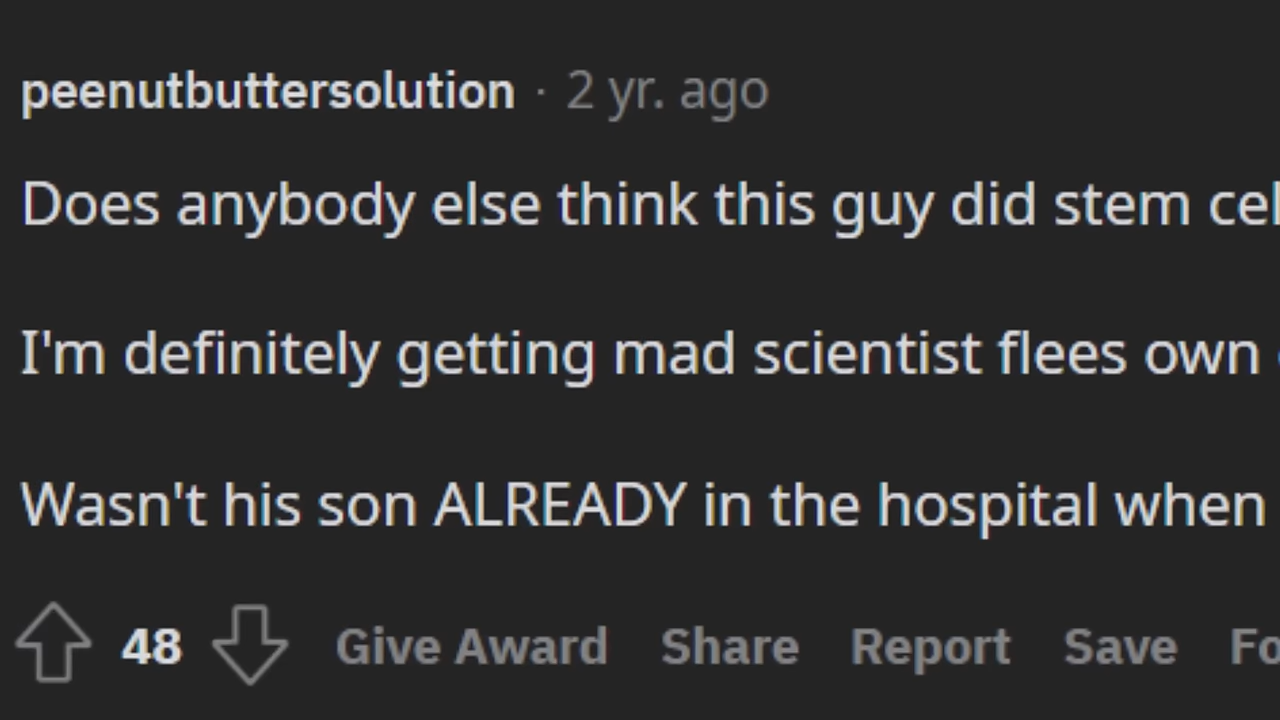 peenutbuttersolution · 2 yr. ago
Does anybody else think this guy did stem
I'm definitely getting mad scientist flees own
Wasn't his son ALREADY in the hospital when
48 Give Award Share Report Save